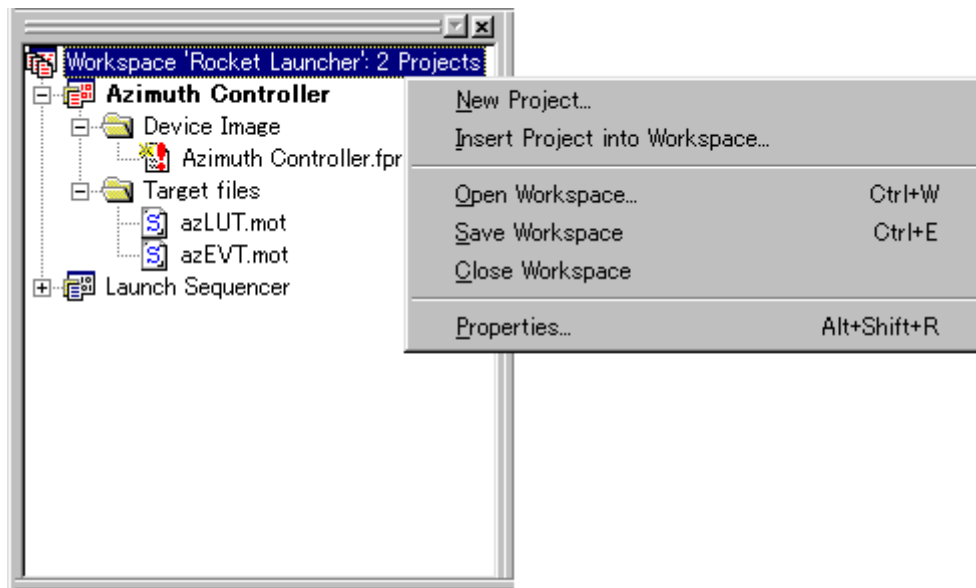 Workspace 'Rocket Launcher': 2 Projects
Azimuth Controller
Device Image
Azimuth Controller.fpr
Target files
azLUT.mot
azEVT.mot
Launch Sequencer
New Project...
Insert Project into Workspace...
Open Workspace... Ctrl+W
Save Workspace Ctrl+E
Close Workspace
Properties... Alt+Shift+R